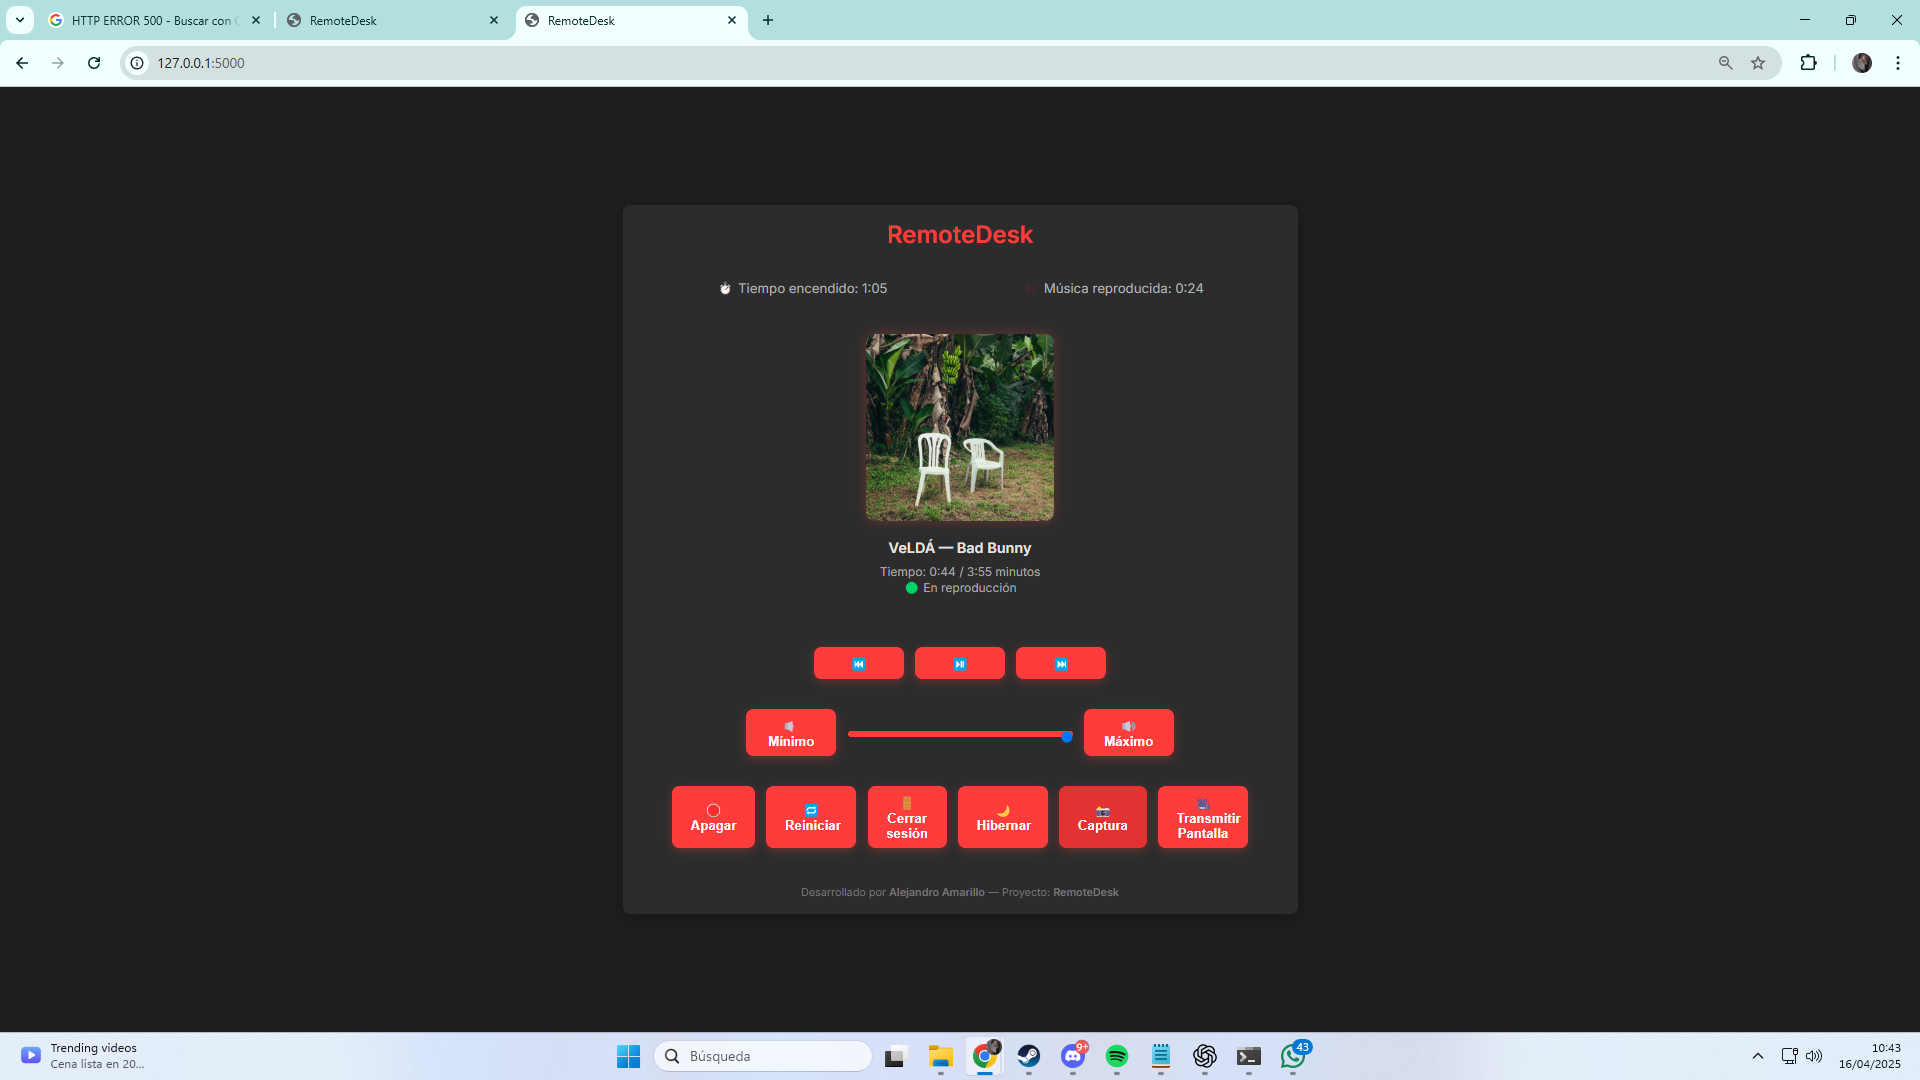 HTTP ERROR 500 - Buscar con
RemoteDesk
RemoteDesk
127.0.0.1:5000
RemoteDesk
Tiempo encendido: 1:05
Música reproducida: 0:24
VeLDÁ — Bad Bunny
Tiempo: 0:44 / 3:55 minutos
En reproducción
Mínimo
Máximo
Apagar
Reiniciar
Cerrar
sesión
Hibernar
Captura
Transmitir
Pantalla
Desarrollado por Alejandro Amarillo — Proyecto: RemoteDesk
Trending videos
Cena lista en 20...
Búsqueda
9+
43
10:43
16/04/2025